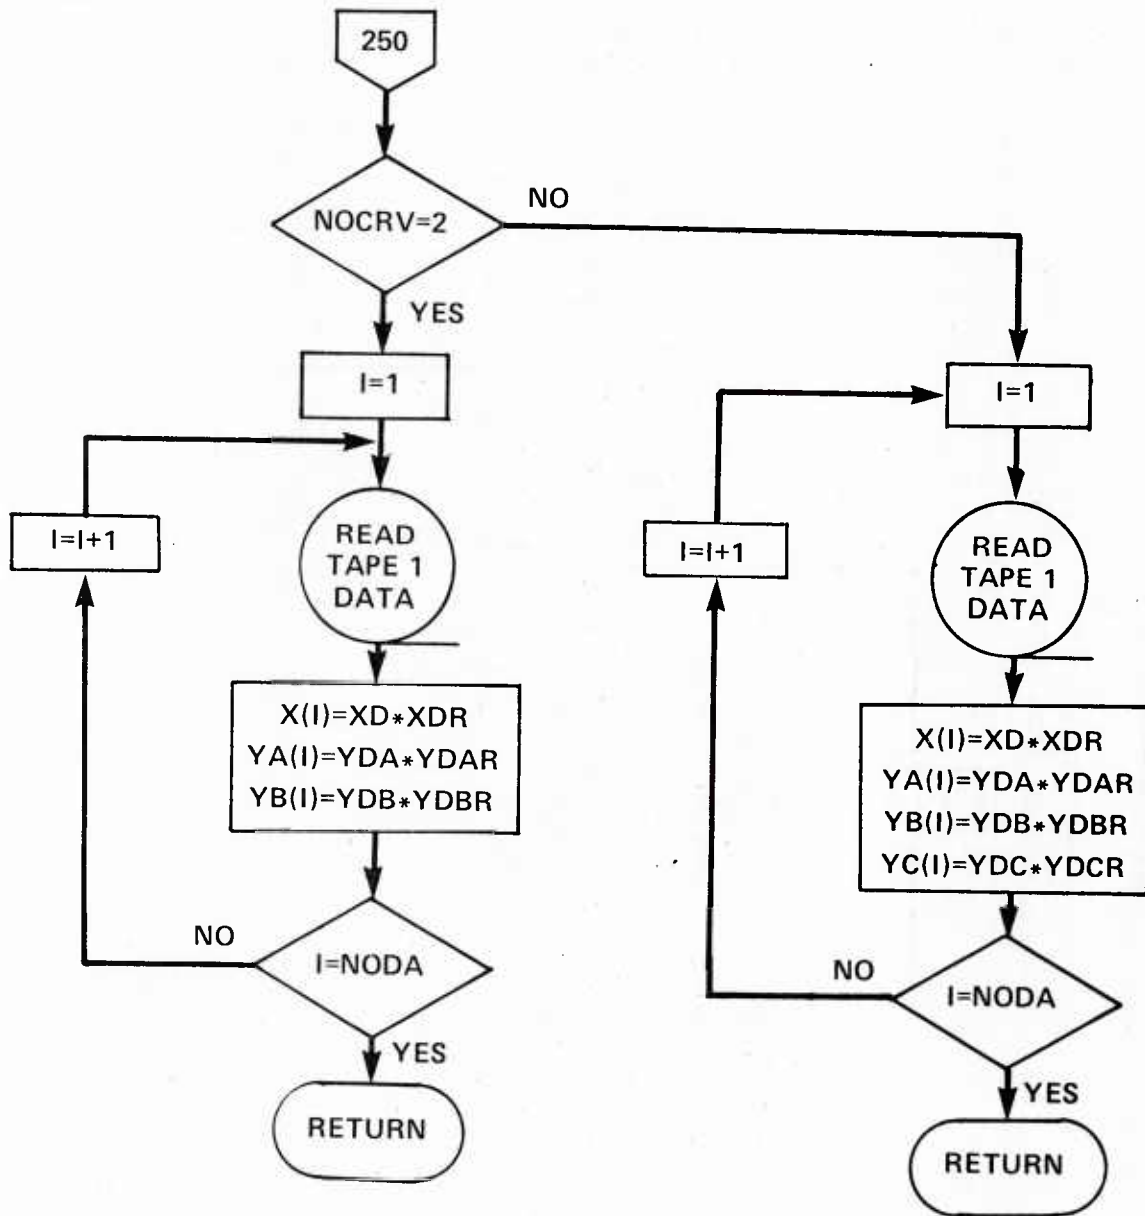 250
NOCRV=2
NO
YES
I=1
I=I+1
READ
TAPE 1
DATA
X(I)=XD*XDR
YA(I)=YDA*YDAR
YB(I)=YDB*YDBR
NO
I=NODA
YES
RETURN
I=1
I=I+1
READ
TAPE 1
DATA
X(I)=XD*XDR
YA(I)=YDA*YDAR
YB(I)=YDB*YDBR
YC(I)=YDC*YDCR
NO
I=NODA
YES
RETURN